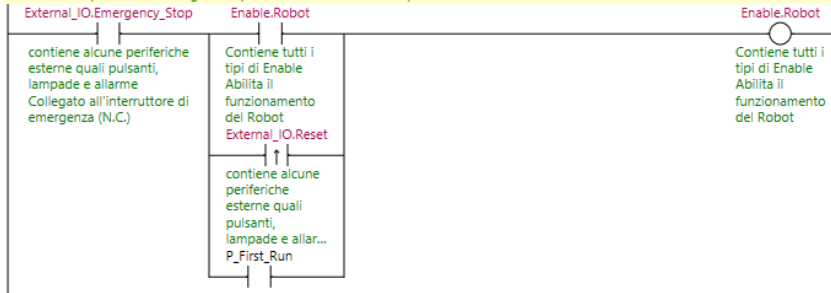 External_IO.Emergency_Stop
contiene alcune periferiche
esterne quali pulsanti,
lampade e allarme
Collegato all'interruttore di
emergenza (N.C.)
Enable.Robot
Contiene tutti i
tipi di Enable
Abilita il
funzionamento
del Robot
External_IO.Reset
contiene alcune
periferiche
esterne quali
pulsanti,
lampade e allar...
P_First_Run
Enable.Robot
Contiene tutti i
tipi di Enable
Abilita il
funzionamento
del Robot